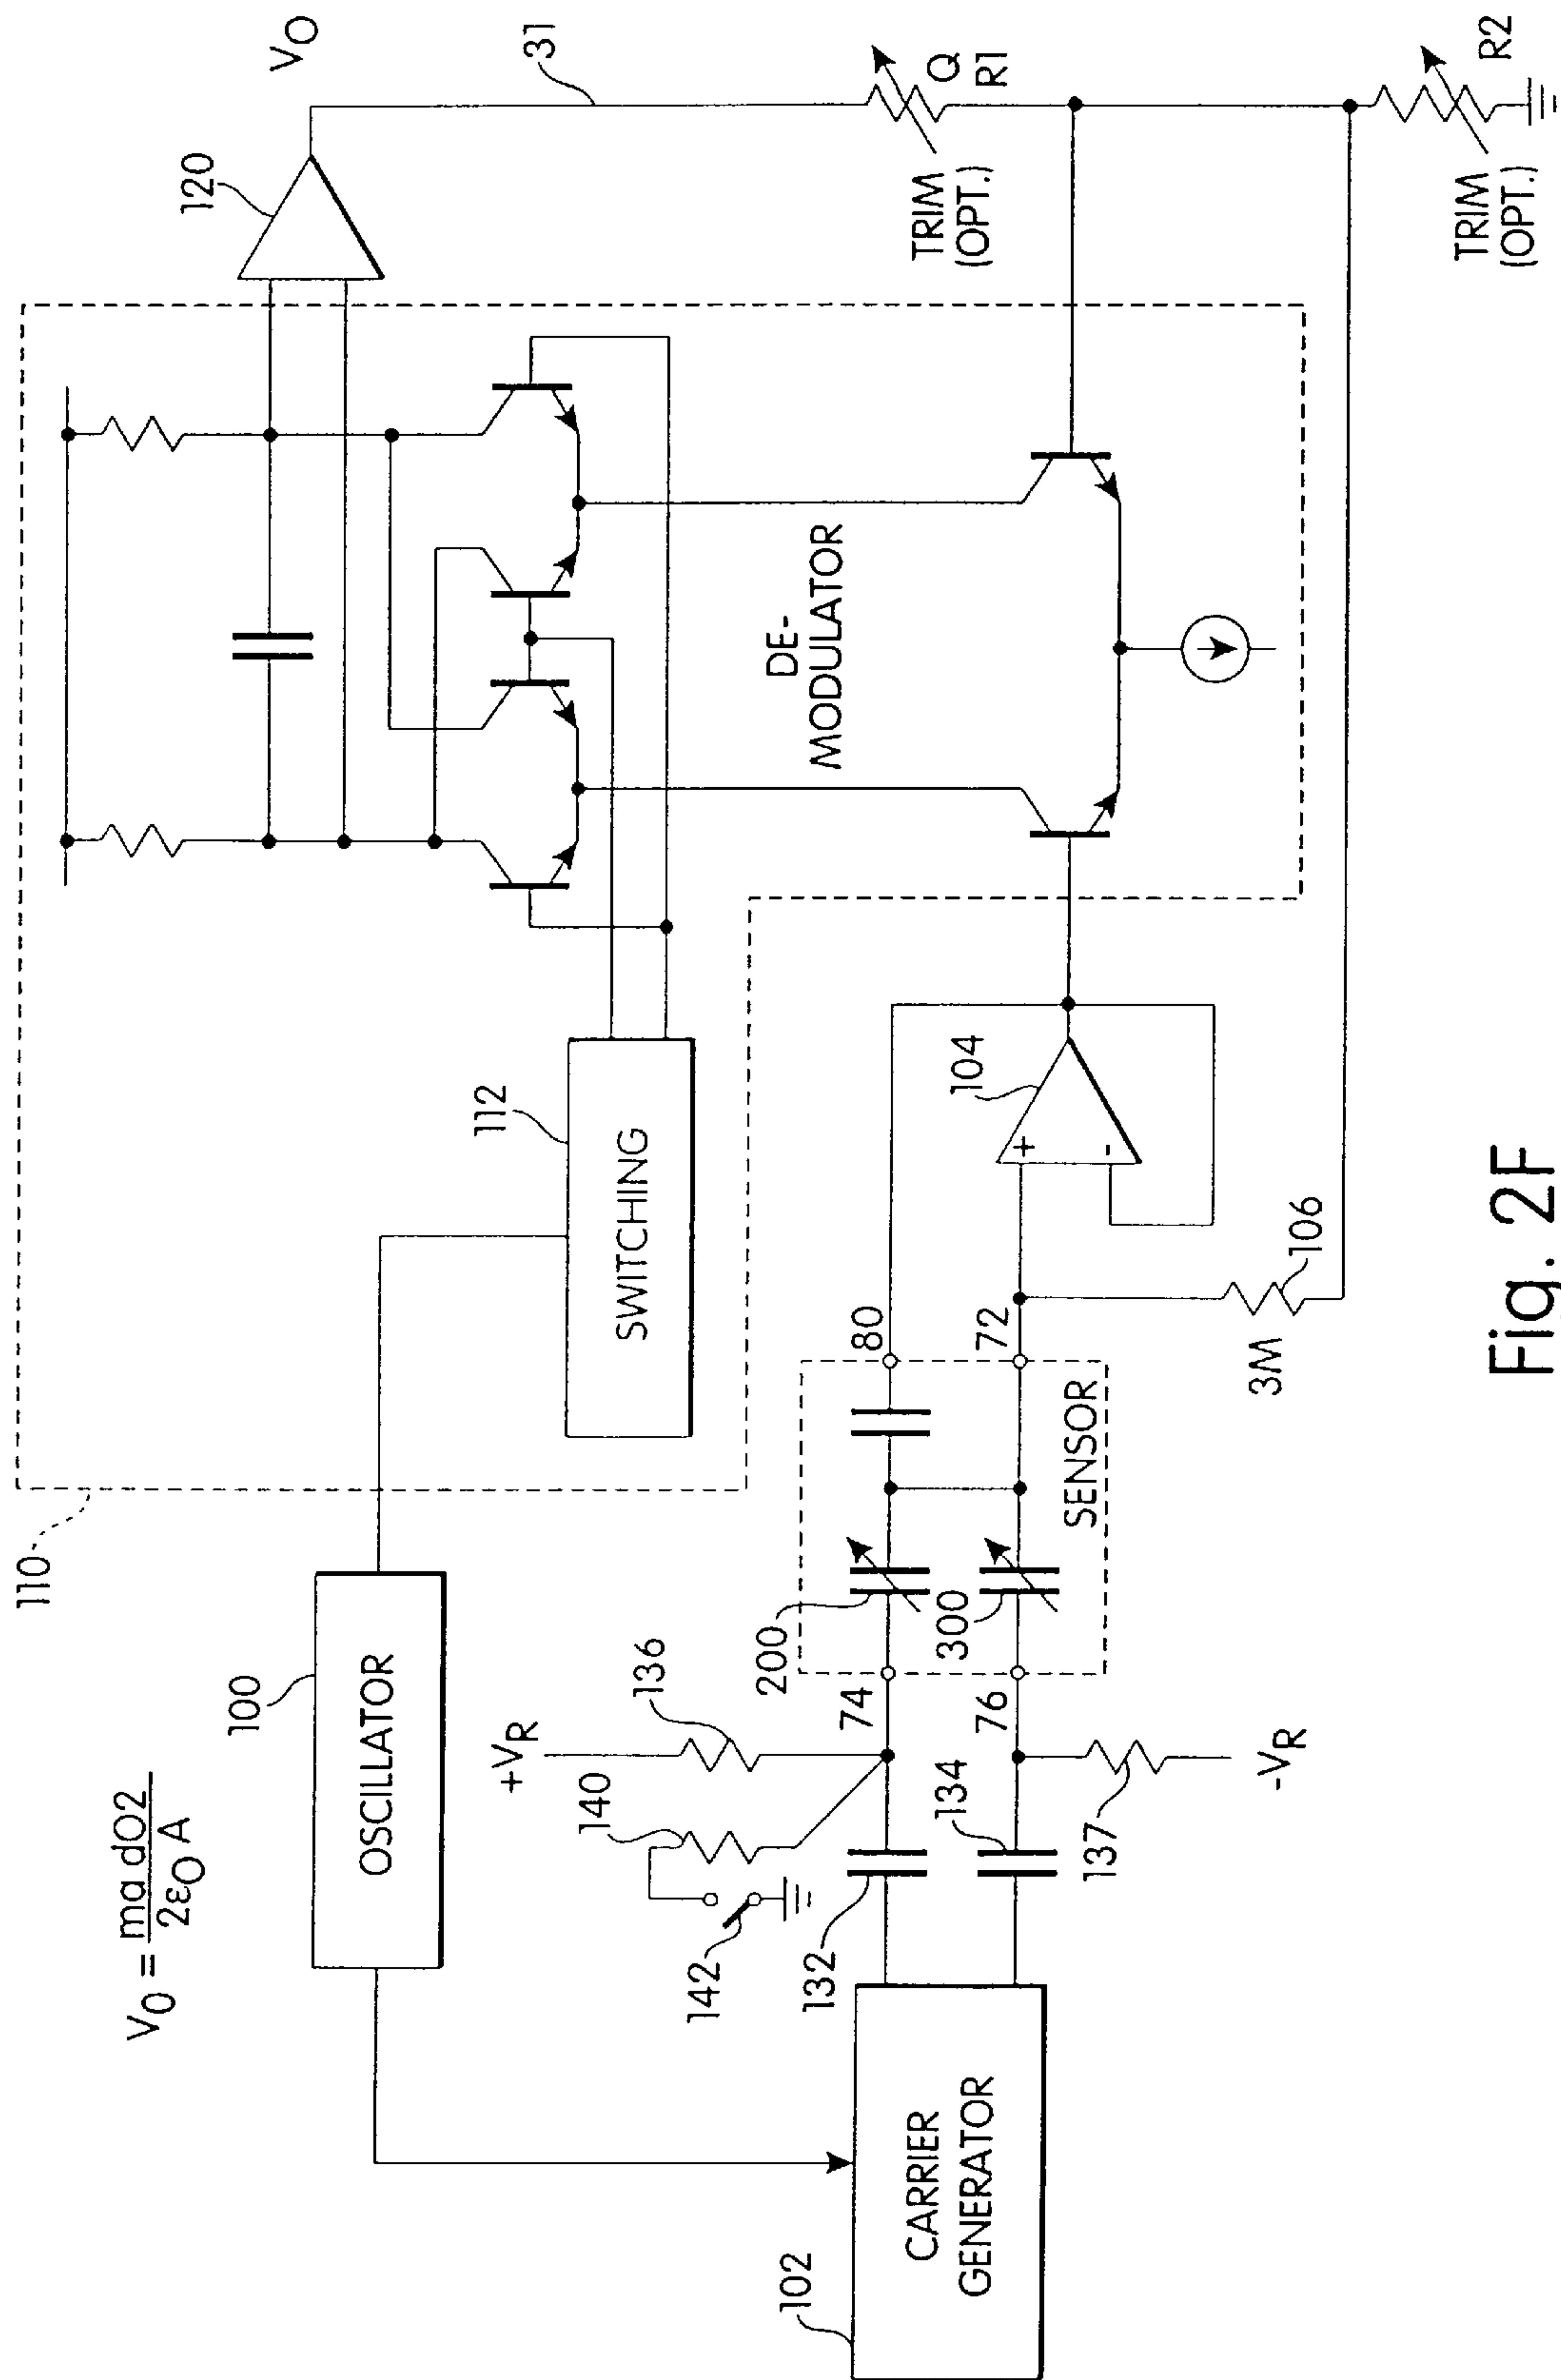 V0 = ma dO2 / 2εO A
110
100
OSCILLATOR
112
SWITCHING
120
VO
31
Q
R1
TRIM
(OPT.)
R2
TRIM
(OPT.)
DE-
MODULATOR
+VR
136
140
142
132
134
137
-VR
102
CARRIER
GENERATOR
74
76
200
300
SENSOR
80
72
104
+
-
3M
106
Fig. 2F